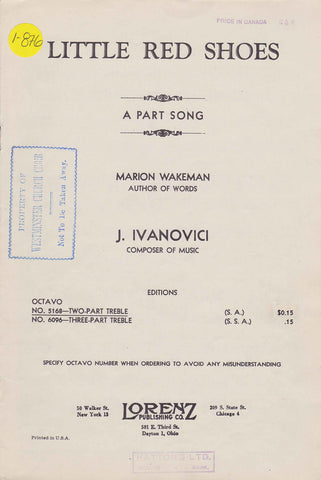 PRICE IN CANADA
1-876
LITTLE RED SHOES
A PART SONG
MARION WAKEMAN
AUTHOR OF WORDS
PROPERTY OF
WESTMINSTER CHURCH CHOIR
Not To Be Taken Away.
J. IVANOVICI
COMPOSER OF MUSIC
EDITIONS
OCTAVO
NO. 5168—TWO-PART TREBLE (S. A.) $0.15
NO. 6096—THREE-PART TREBLE (S. S. A.) .15
SPECIFY OCTAVO NUMBER WHEN ORDERING TO AVOID ANY MISUNDERSTANDING
50 Walker St.
New York 13
LORENZ
PUBLISHING CO.
501 E. Third St.
Dayton 1, Ohio
209 S. State St.
Chicago 4
Printed in U.S.A.